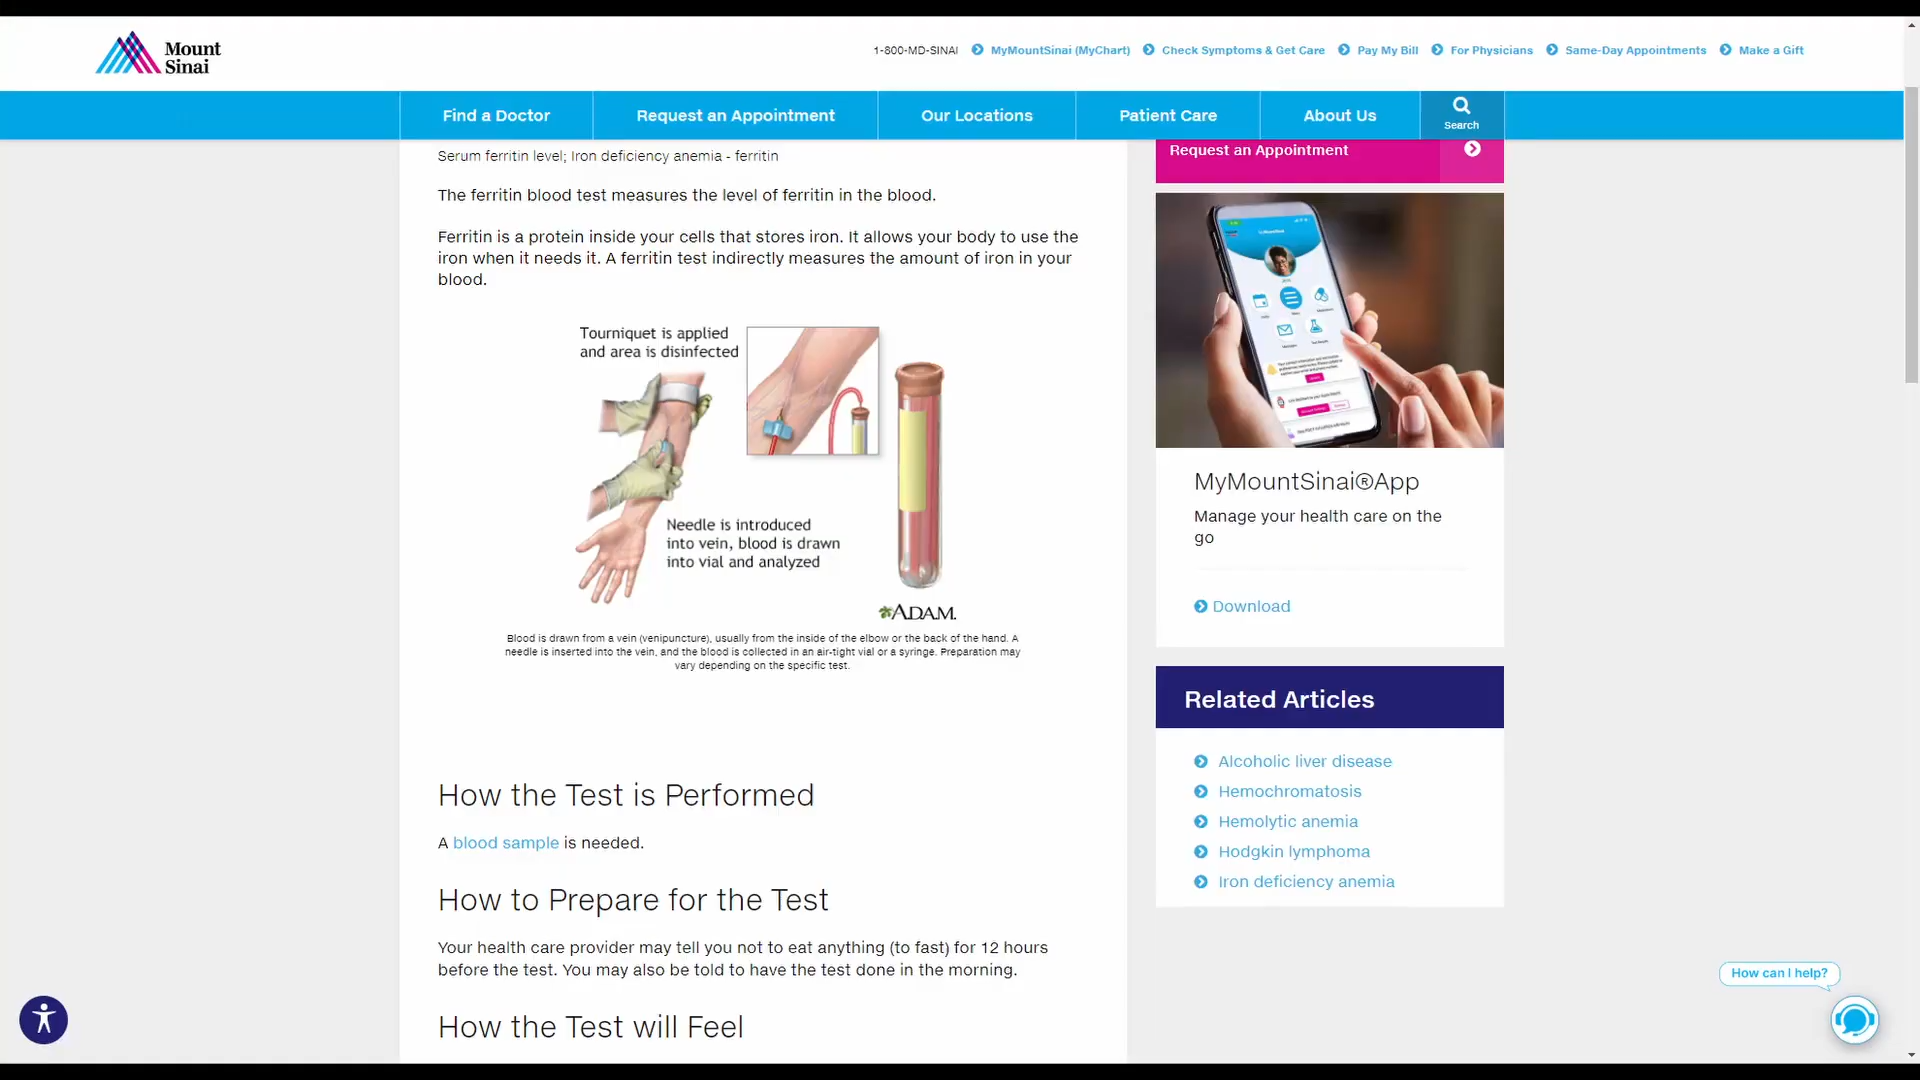 Mount
Sinai
1-800-MD-SINAI
MyMountSinai (MyChart)
Check Symptoms & Get Care
Pay My Bill
For Physicians
Same-Day Appointments
Make a Gift
Find a Doctor
Request an Appointment
Our Locations
Patient Care
About Us
Search
Serum ferritin level; Iron deficiency anemia - ferritin
The ferritin blood test measures the level of ferritin in the blood.
Ferritin is a protein inside your cells that stores iron. It allows your body to use the
iron when it needs it. A ferritin test indirectly measures the amount of iron in your
blood.
Tourniquet is applied
and area is disinfected
Needle is introduced
into vein, blood is drawn
into vial and analyzed
A.D.A.M.
Blood is drawn from a vein (venipuncture), usually from the inside of the elbow or the back of the hand. A
needle is inserted into the vein, and the blood is collected in an air-tight vial or a syringe. Preparation may
vary depending on the specific test.
How the Test is Performed
A blood sample is needed.
How to Prepare for the Test
Your health care provider may tell you not to eat anything (to fast) for 12 hours
before the test. You may also be told to have the test done in the morning.
How the Test will Feel
Request an Appointment
MyMountSinai®App
Manage your health care on the
go
Download
Related Articles
Alcoholic liver disease
Hemochromatosis
Hemolytic anemia
Hodgkin lymphoma
Iron deficiency anemia
How can I help?